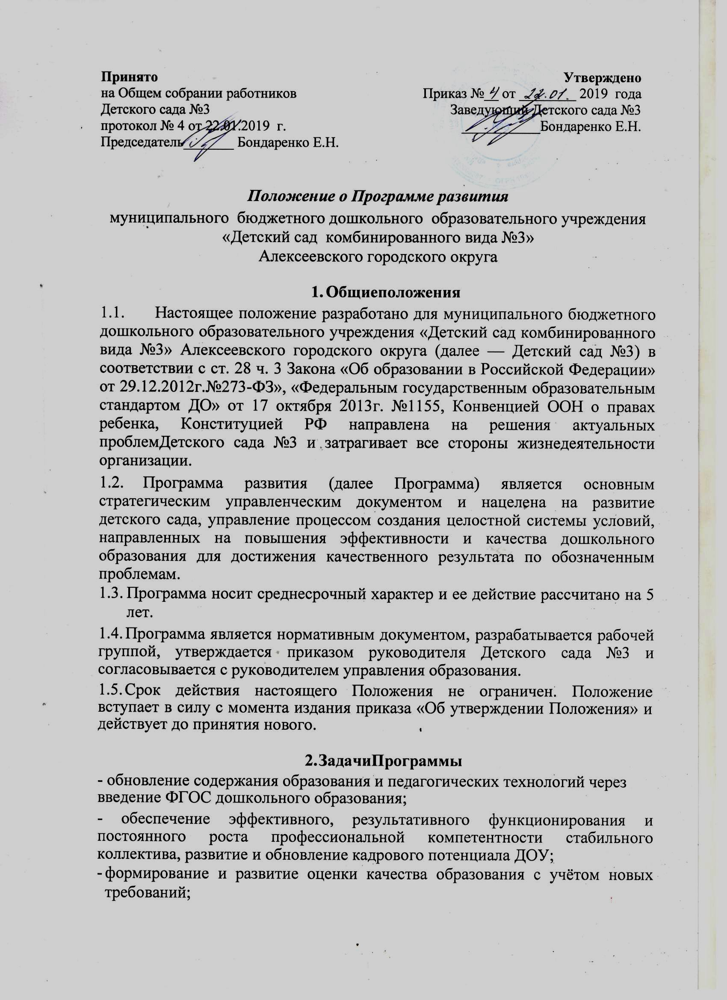 Принято
на Общем собрании работников
Детского сада №3
протокол № 4 от 22.01.2019 г.
Председатель________ Бондаренко Е.Н.
Утверждено
Приказ № 4 от 22.01. 2019 года
Заведующий Детского сада №3
____________Бондаренко Е.Н.
Положение о Программе развития
муниципального бюджетного дошкольного образовательного учреждения
«Детский сад комбинированного вида №3»
Алексеевского городского округа
1. Общиеположения
1.1. Настоящее положение разработано для муниципального бюджетного
дошкольного образовательного учреждения «Детский сад комбинированного
вида №3» Алексеевского городского округа (далее — Детский сад №3) в
соответствии с ст. 28 ч. 3 Закона «Об образовании в Российской Федерации»
от 29.12.2012г.№273-ФЗ», «Федеральным государственным образовательным
стандартом ДО» от 17 октября 2013г. №1155, Конвенцией ООН о правах
ребенка, Конституцией РФ направлена на решения актуальных
проблемДетского сада №3 и затрагивает все стороны жизнедеятельности
организации.
1.2. Программа развития (далее Программа) является основным
стратегическим управленческим документом и нацелена на развитие
детского сада, управление процессом создания целостной системы условий,
направленных на повышения эффективности и качества дошкольного
образования для достижения качественного результата по обозначенным
проблемам.
1.3. Программа носит среднесрочный характер и ее действие рассчитано на 5
лет.
1.4. Программа является нормативным документом, разрабатывается рабочей
группой, утверждается приказом руководителя Детского сада №3 и
согласовывается с руководителем управления образования.
1.5. Срок действия настоящего Положения не ограничен. Положение
вступает в силу с момента издания приказа «Об утверждении Положения» и
действует до принятия нового.
2.ЗадачиПрограммы
- обновление содержания образования и педагогических технологий через
введение ФГОС дошкольного образования;
- обеспечение эффективного, результативного функционирования и
постоянного роста профессиональной компетентности стабильного
коллектива, развитие и обновление кадрового потенциала ДОУ;
- формирование и развитие оценки качества образования с учётом новых
требований;